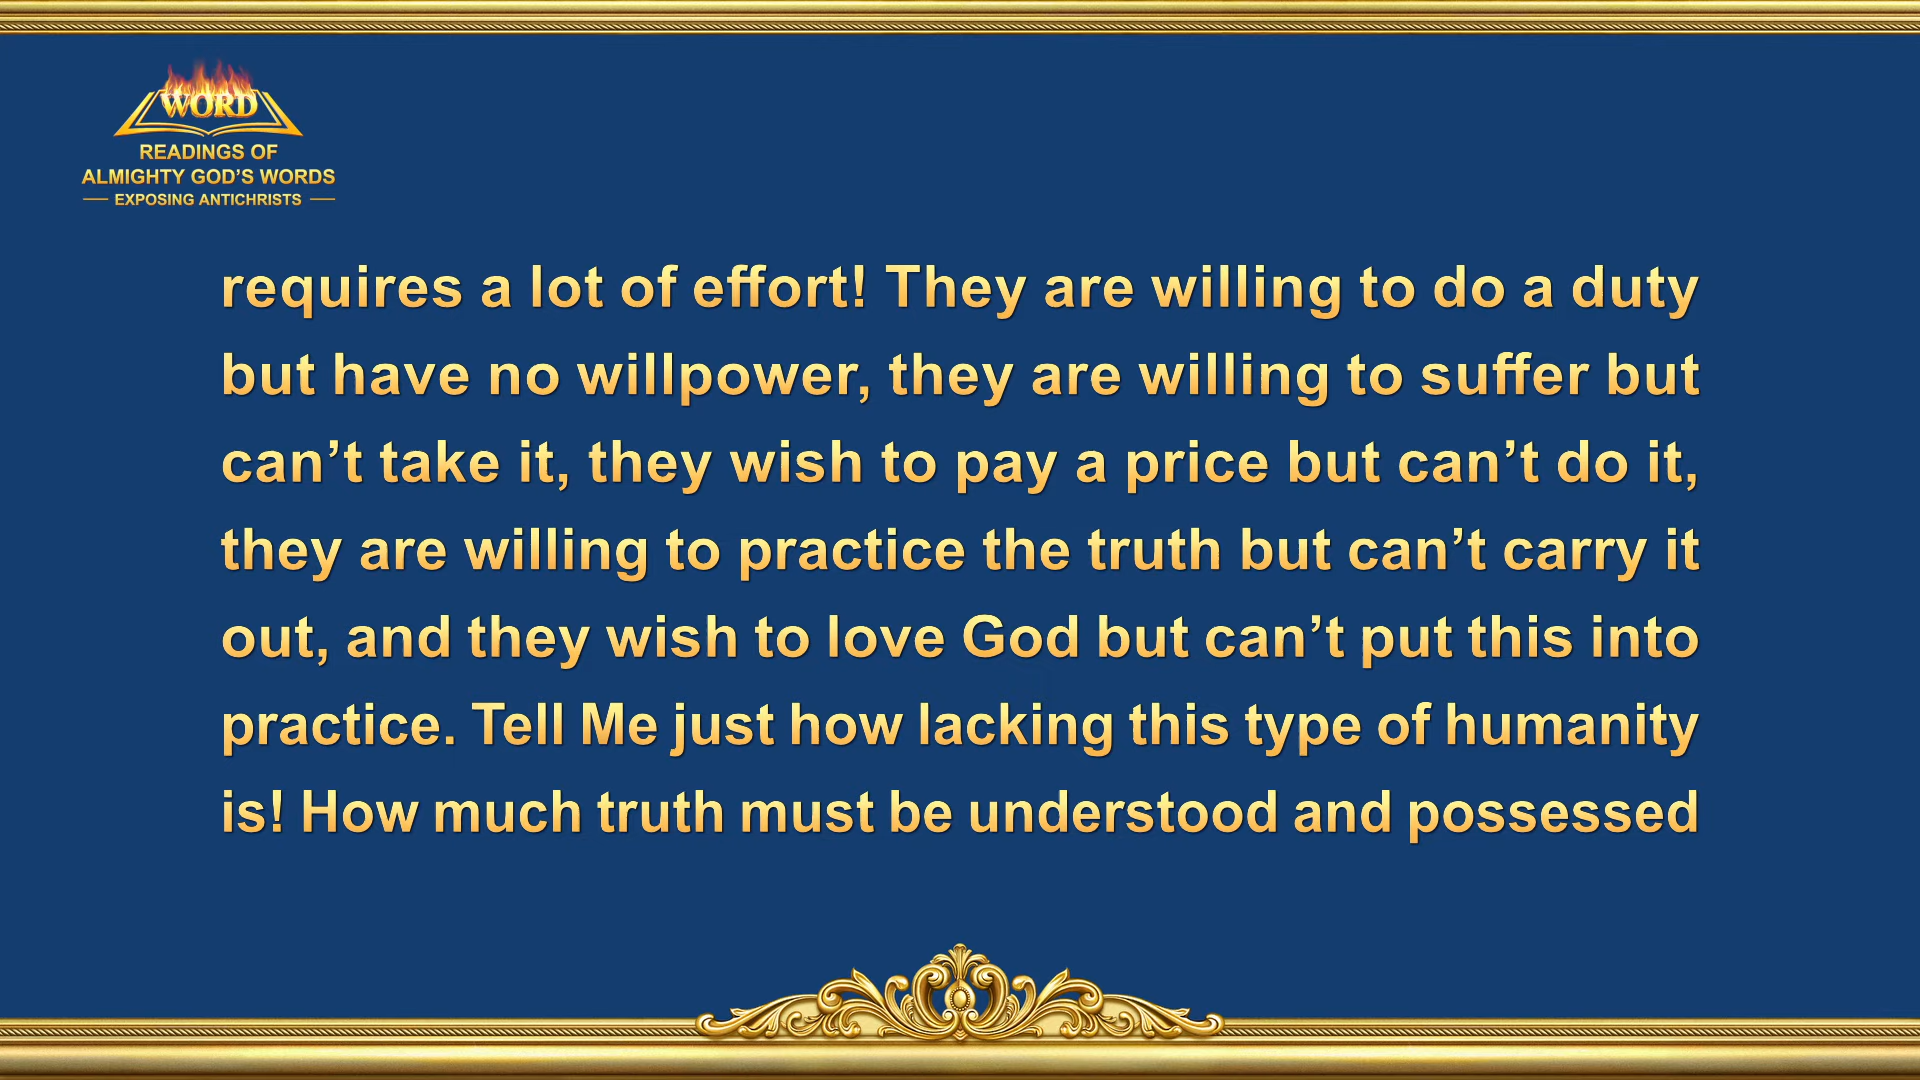 WORD
READINGS OF
ALMIGHTY GOD’S WORDS
EXPOSING ANTICHRISTS
requires a lot of effort! They are willing to do a duty
but have no willpower, they are willing to suffer but
can’t take it, they wish to pay a price but can’t do it,
they are willing to practice the truth but can’t carry it
out, and they wish to love God but can’t put this into
practice. Tell Me just how lacking this type of humanity
is! How much truth must be understood and possessed